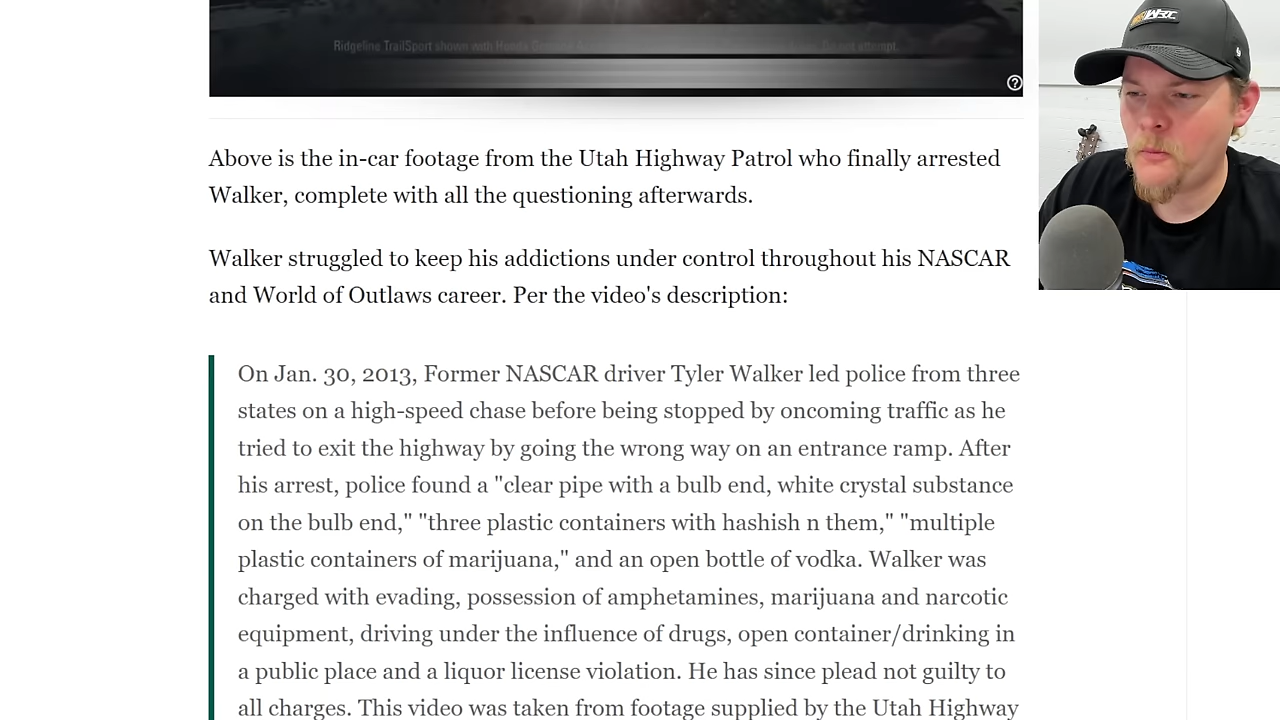 Ridgeline TrailSport shown with Honda
attempt.
Above is the in-car footage from the Utah Highway Patrol who finally arrested
Walker, complete with all the questioning afterwards.
Walker struggled to keep his addictions under control throughout his NASCAR
and World of Outlaws career. Per the video's description:
On Jan. 30, 2013, Former NASCAR driver Tyler Walker led police from three
states on a high-speed chase before being stopped by oncoming traffic as he
tried to exit the highway by going the wrong way on an entrance ramp. After
his arrest, police found a "clear pipe with a bulb end, white crystal substance
on the bulb end," "three plastic containers with hashish n them," "multiple
plastic containers of marijuana," and an open bottle of vodka. Walker was
charged with evading, possession of amphetamines, marijuana and narcotic
equipment, driving under the influence of drugs, open container/drinking in
a public place and a liquor license violation. He has since plead not guilty to
all charges. This video was taken from footage supplied by the Utah Highway